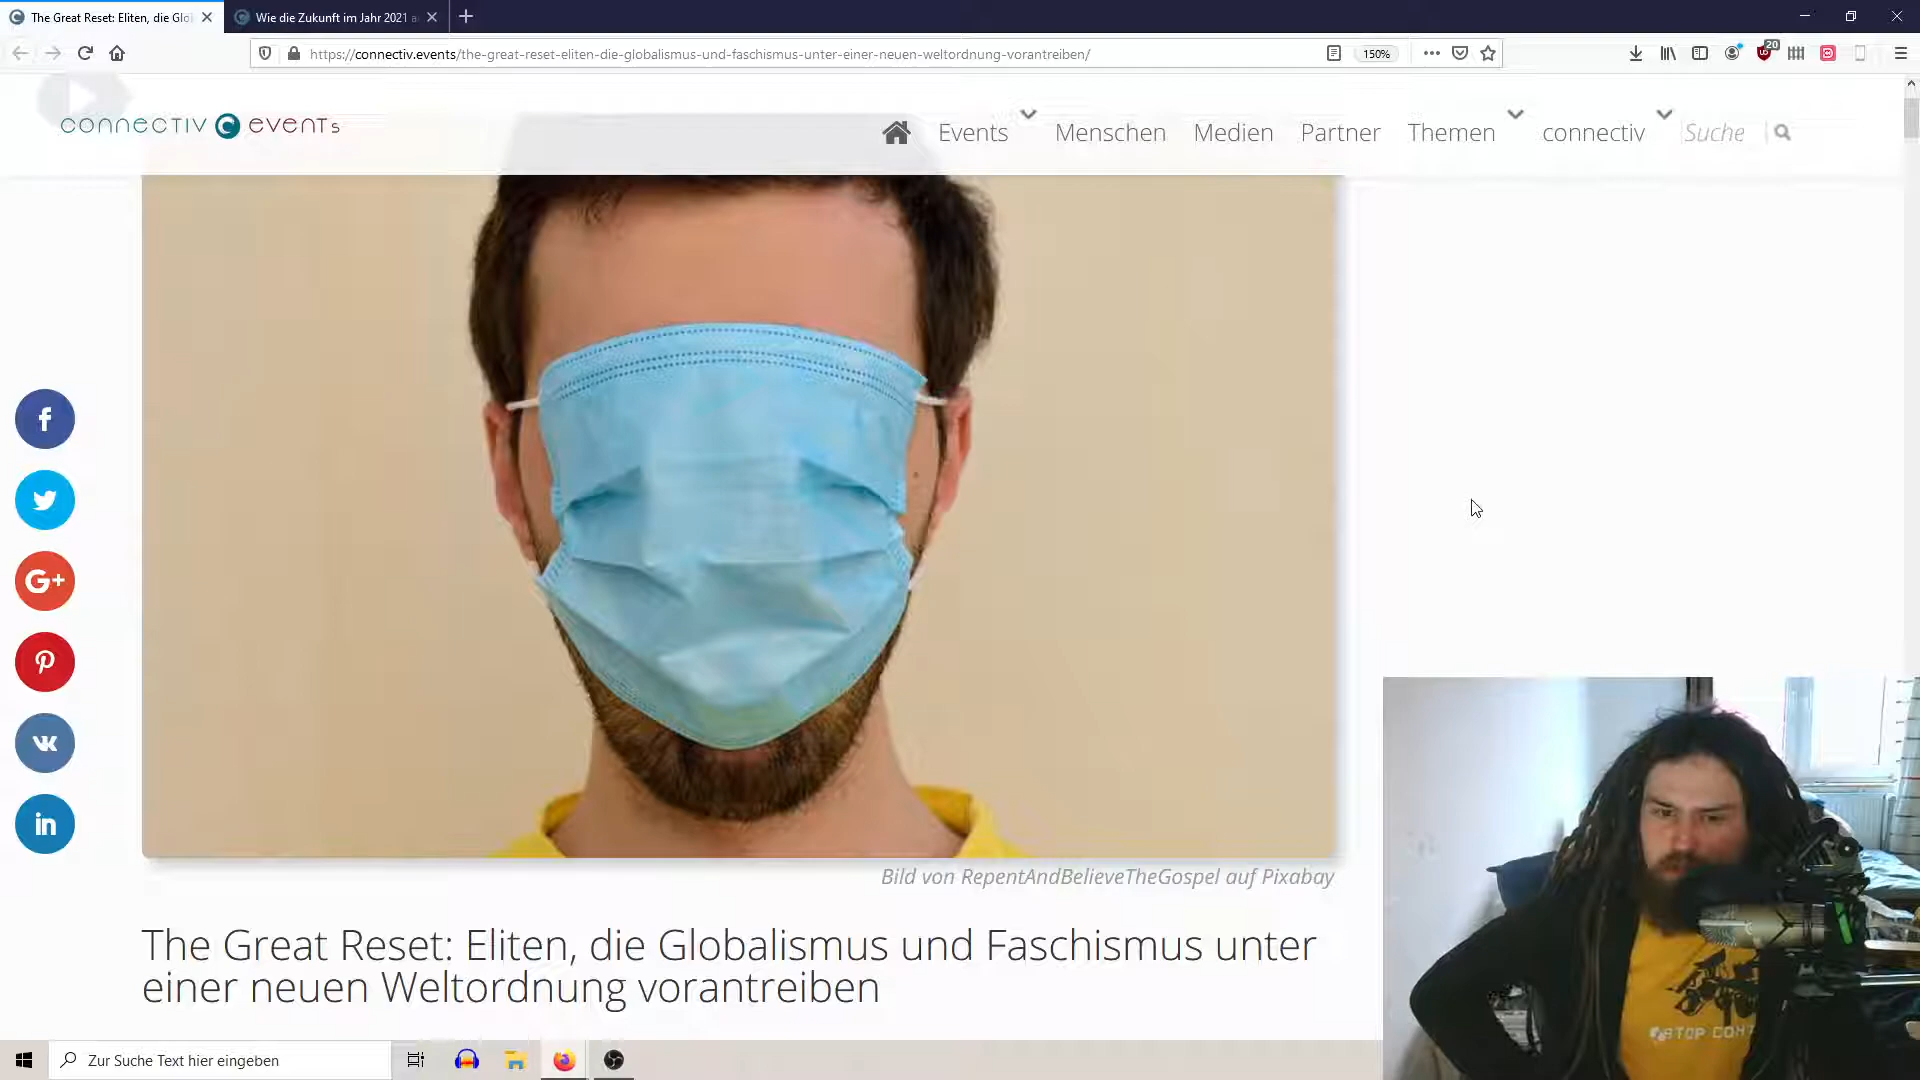 The Great Reset: Eliten, die Glo
Wie die Zukunft im Jahr 2021 a
https://connectiv.events/the-great-reset-eliten-die-globalismus-und-faschismus-unter-einer-neuen-weltordnung-vorantreiben/
150%
20
connectiv events
Events
Menschen
Medien
Partner
Themen
connectiv
Suche
f
G+
in
Bild von RepentAndBelieveTheGospel auf Pixabay
The Great Reset: Eliten, die Globalismus und Faschismus unter
einer neuen Weltordnung vorantreiben
STOP CONT
Zur Suche Text hier eingeben